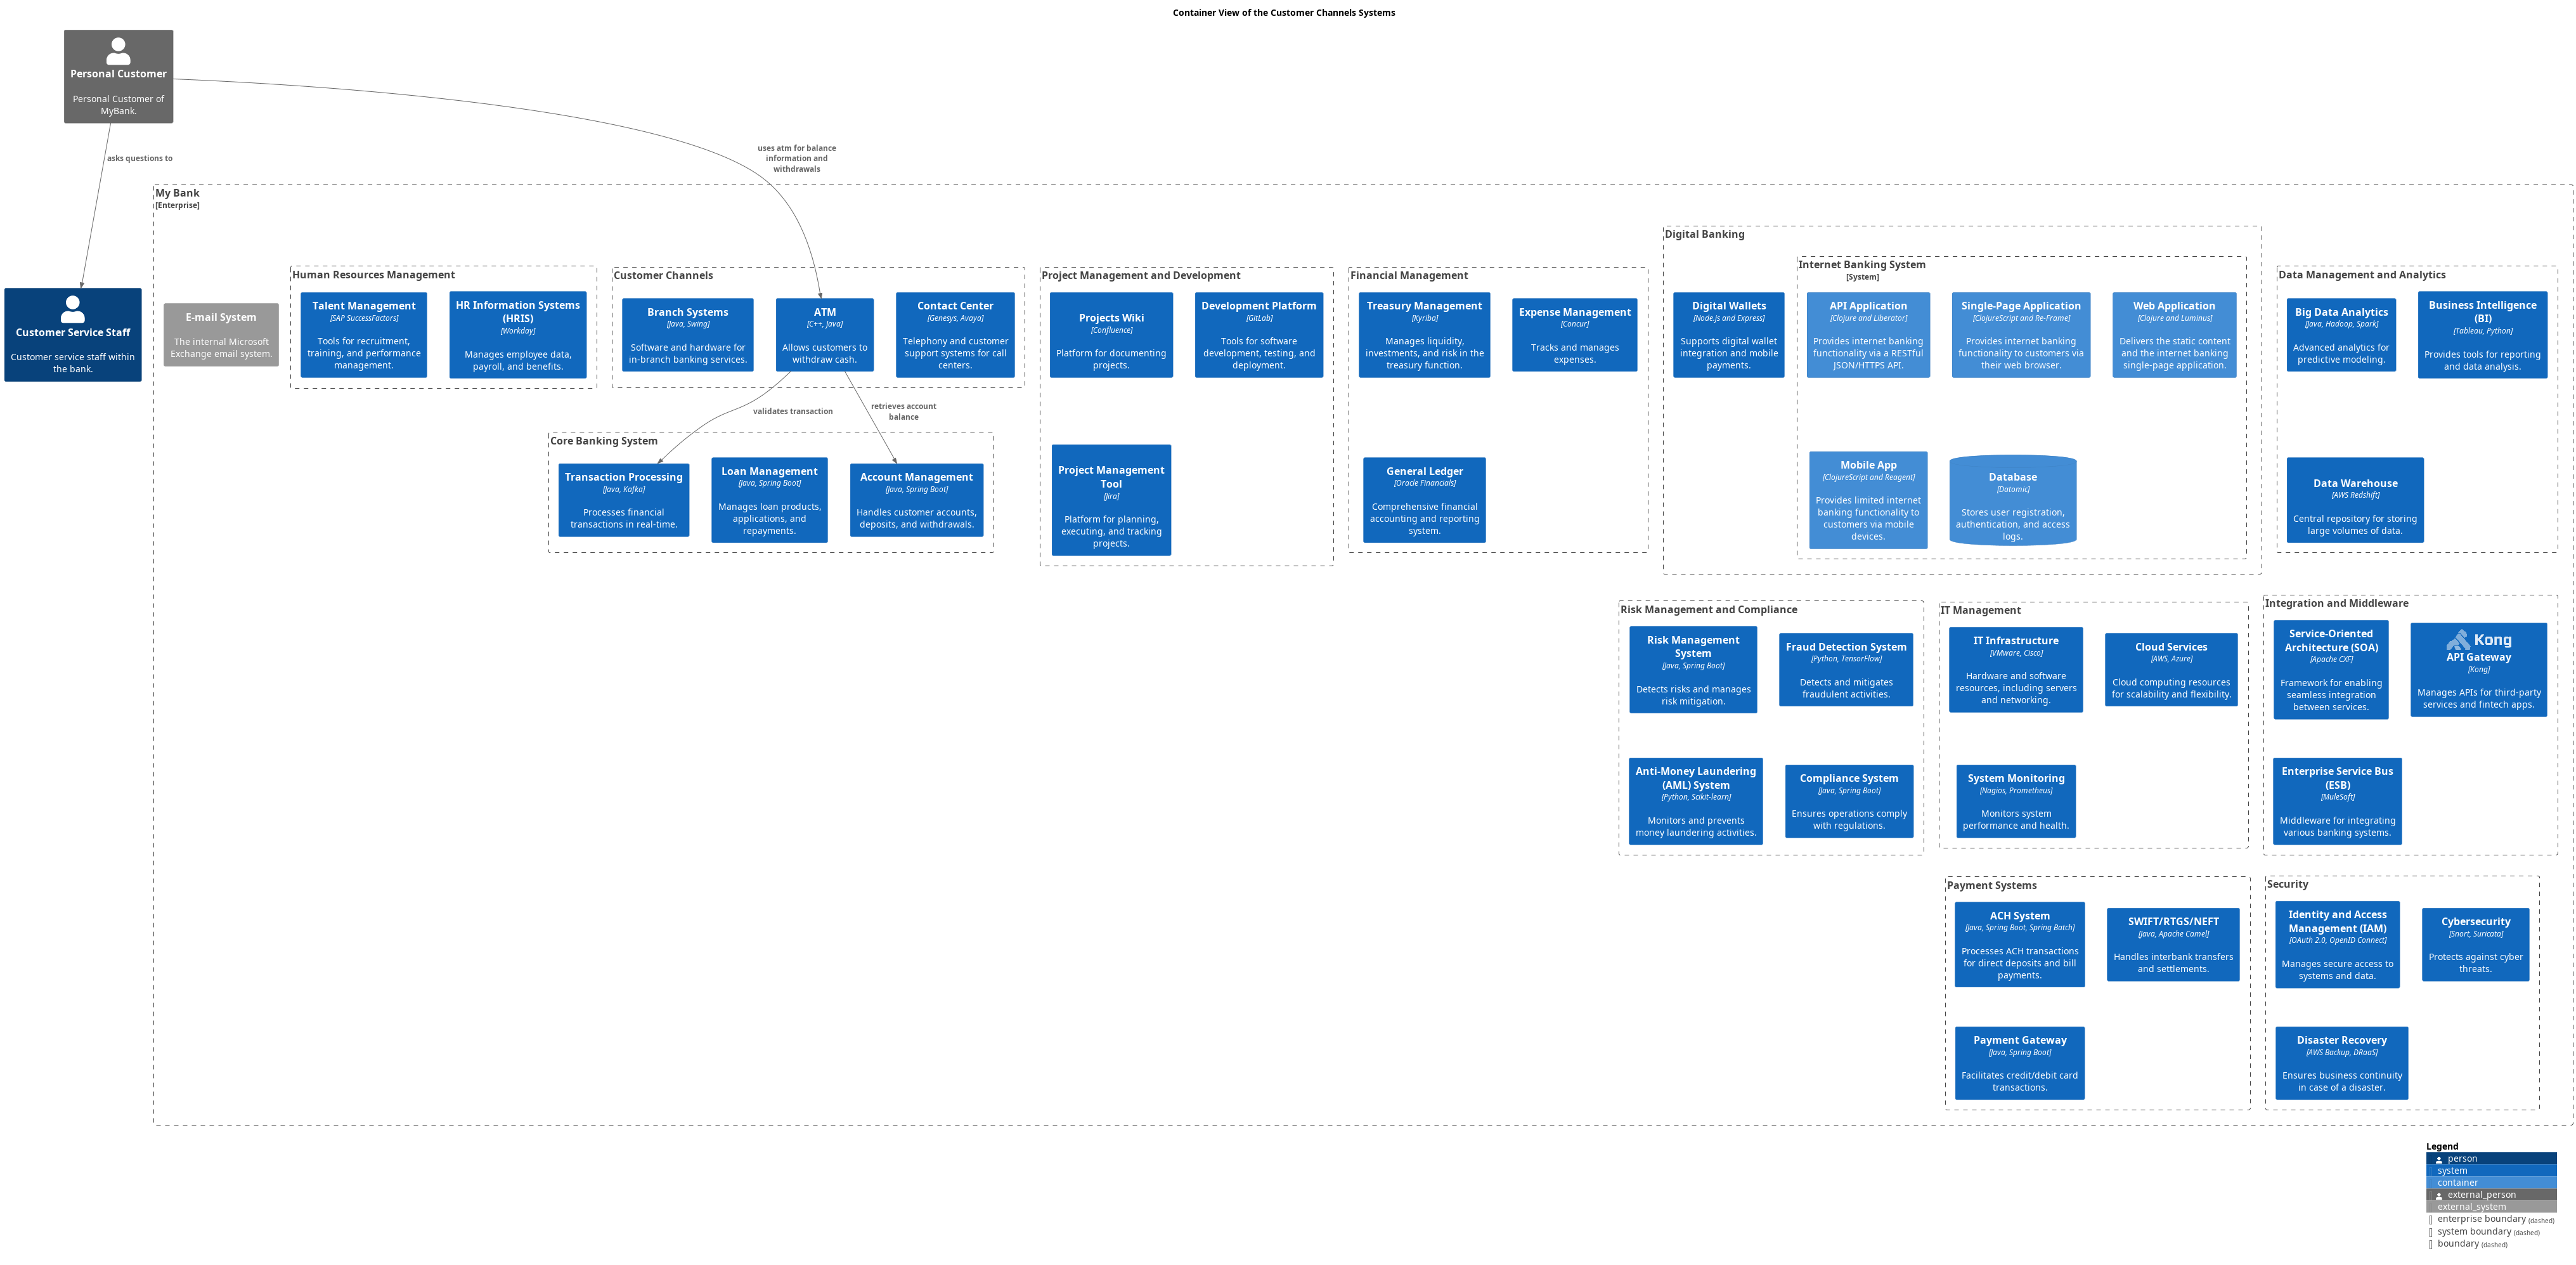 Container View of the Customer Channels Systems
Personal Customer
Personal Customer of
MyBank.
asks questions to
uses atm for balance
information and
withdrawals
Customer Service Staff
Customer service staff within
the bank.
My Bank
[Enterprise]
E-mail System
The internal Microsoft
Exchange email system.
Human Resources Management
Talent Management
[SAP SuccessFactors]
Tools for recruitment,
training, and performance
management.
HR Information Systems
(HRIS)
[Workday]
Manages employee data,
payroll, and benefits.
Customer Channels
Branch Systems
[Java, Swing]
Software and hardware for
in-branch banking services.
ATM
[C++, Java]
Allows customers to
withdraw cash.
Contact Center
[Genesys, Avaya]
Telephony and customer
support systems for call
centers.
validates transaction
retrieves account
balance
Core Banking System
Transaction Processing
[Java, Kafka]
Processes financial
transactions in real-time.
Loan Management
[Java, Spring Boot]
Manages loan products,
applications, and
repayments.
Account Management
[Java, Spring Boot]
Handles customer accounts,
deposits, and withdrawals.
Project Management and Development
Projects Wiki
[Confluence]
Platform for documenting
projects.
Development Platform
[GitLab]
Tools for software
development, testing, and
deployment.
Project Management
Tool
[Jira]
Platform for planning,
executing, and tracking
projects.
Financial Management
Treasury Management
[Kyriba]
Manages liquidity,
investments, and risk in the
treasury function.
Expense Management
[Concur]
Tracks and manages
expenses.
General Ledger
[Oracle Financials]
Comprehensive financial
accounting and reporting
system.
Digital Banking
Digital Wallets
[Node.js and Express]
Supports digital wallet
integration and mobile
payments.
Internet Banking System
[System]
API Application
[Clojure and Liberator]
Provides internet banking
functionality via a RESTful
JSON/HTTPS API.
Single-Page Application
[ClojureScript and Re-Frame]
Provides internet banking
functionality to customers via
their web browser.
Web Application
[Clojure and Luminus]
Delivers the static content
and the internet banking
single-page application.
Mobile App
[ClojureScript and Reagent]
Provides limited internet
banking functionality to
customers via mobile
devices.
Database
[Datomic]
Stores user registration,
authentication, and access
logs.
Data Management and Analytics
Big Data Analytics
[Java, Hadoop, Spark]
Advanced analytics for
predictive modeling.
Business Intelligence
(BI)
[Tableau, Python]
Provides tools for reporting
and data analysis.
Data Warehouse
[AWS Redshift]
Central repository for storing
large volumes of data.
Risk Management and Compliance
Risk Management
System
[Java, Spring Boot]
Detects risks and manages
risk mitigation.
Fraud Detection System
[Python, TensorFlow]
Detects and mitigates
fraudulent activities.
Anti-Money Laundering
(AML) System
[Python, Scikit-learn]
Monitors and prevents
money laundering activities.
Compliance System
[Java, Spring Boot]
Ensures operations comply
with regulations.
IT Management
IT Infrastructure
[VMware, Cisco]
Hardware and software
resources, including servers
and networking.
Cloud Services
[AWS, Azure]
Cloud computing resources
for scalability and flexibility.
System Monitoring
[Nagios, Prometheus]
Monitors system
performance and health.
Integration and Middleware
Service-Oriented
Architecture (SOA)
[Apache CXF]
Framework for enabling
seamless integration
between services.
Kong
API Gateway
[Kong]
Manages APIs for third-party
services and fintech apps.
Enterprise Service Bus
(ESB)
[MuleSoft]
Middleware for integrating
various banking systems.
Payment Systems
ACH System
[Java, Spring Boot, Spring Batch]
Processes ACH transactions
for direct deposits and bill
payments.
SWIFT/RTGS/NEFT
[Java, Apache Camel]
Handles interbank transfers
and settlements.
Payment Gateway
[Java, Spring Boot]
Facilitates credit/debit card
transactions.
Security
Identity and Access
Management (IAM)
[OAuth 2.0, OpenID Connect]
Manages secure access to
systems and data.
Cybersecurity
[Snort, Suricata]
Protects against cyber
threats.
Disaster Recovery
[AWS Backup, DRaaS]
Ensures business continuity
in case of a disaster.
Legend
person
system
container
external_person
external_system
enterprise boundary (dashed)
system boundary (dashed)
boundary (dashed)